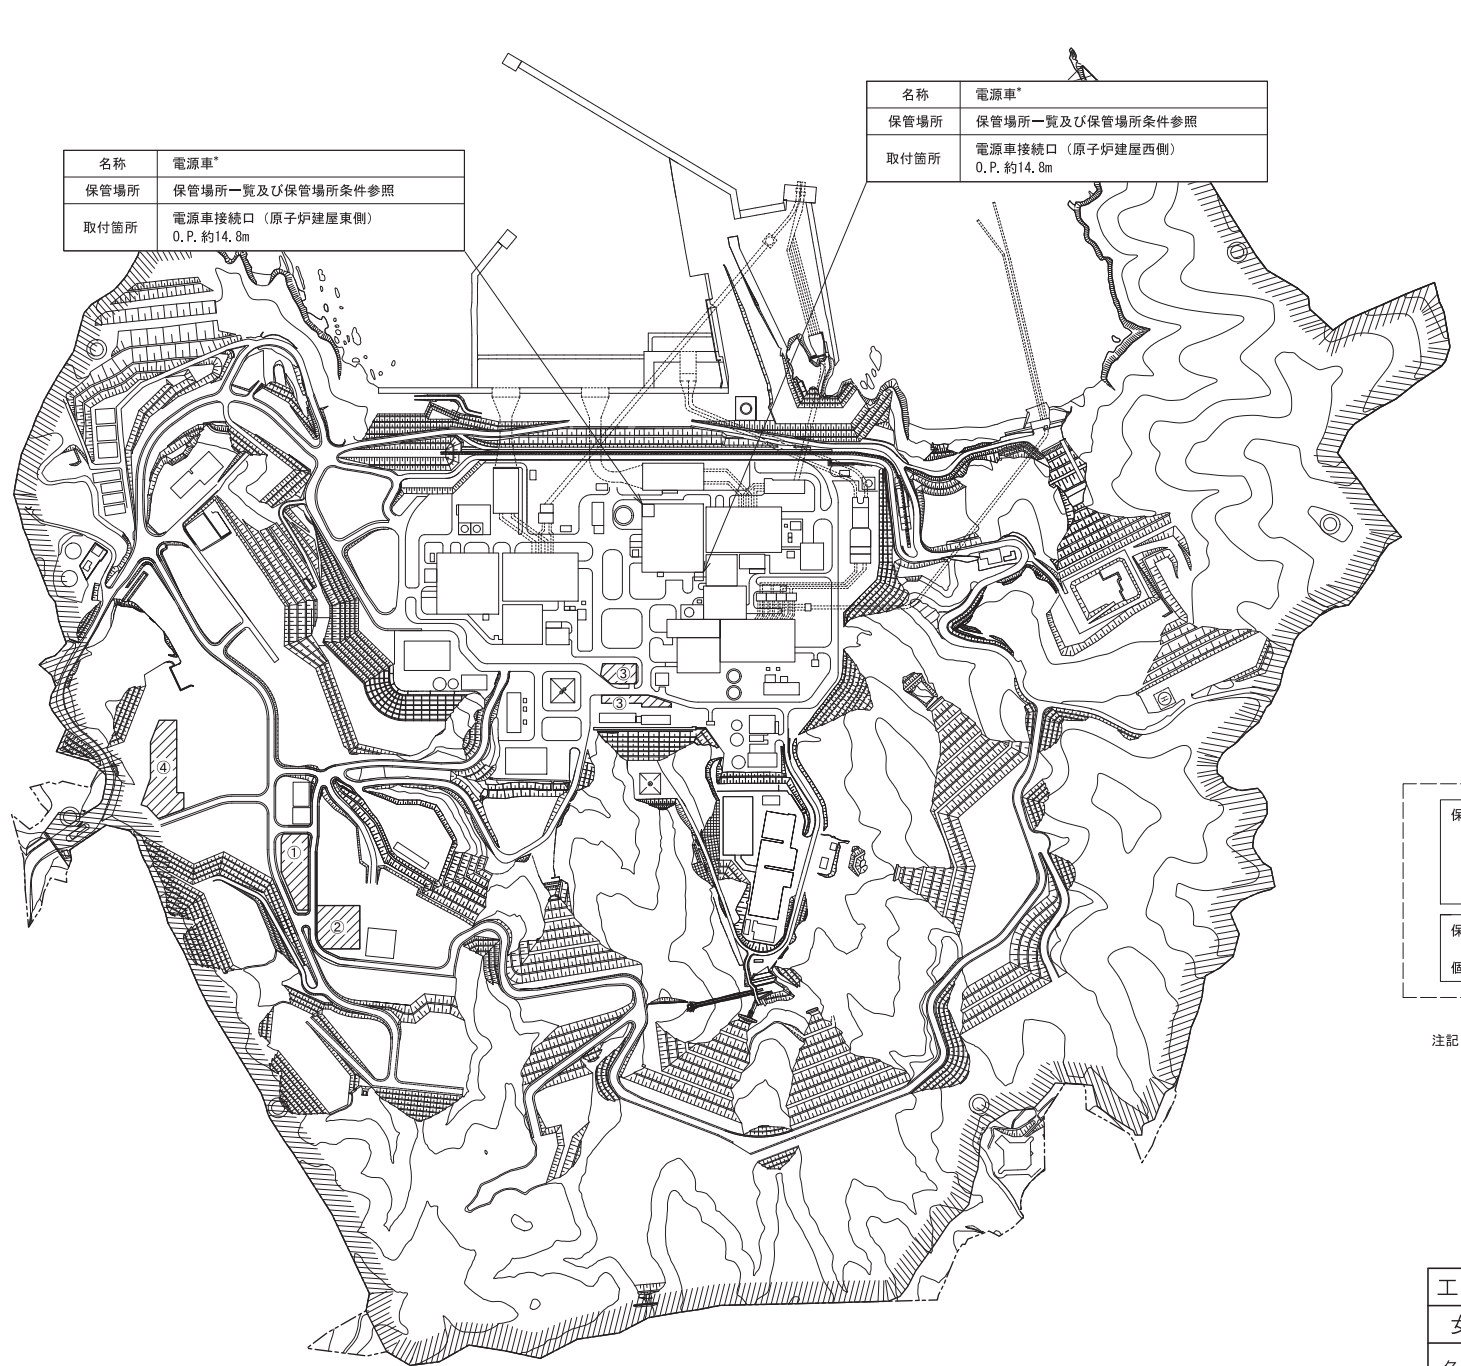 名称 電源車*
保管場所 保管場所一覧及び保管場所条件参照
取付箇所 電源車接続口（原子炉建屋東側）
O.P.約14.8m
名称 電源車*
保管場所 保管場所一覧及び保管場所条件参照
取付箇所 電源車接続口（原子炉建屋西側）
O.P.約14.8m
③
③
④
①
②
保
保
個
注記
工
女